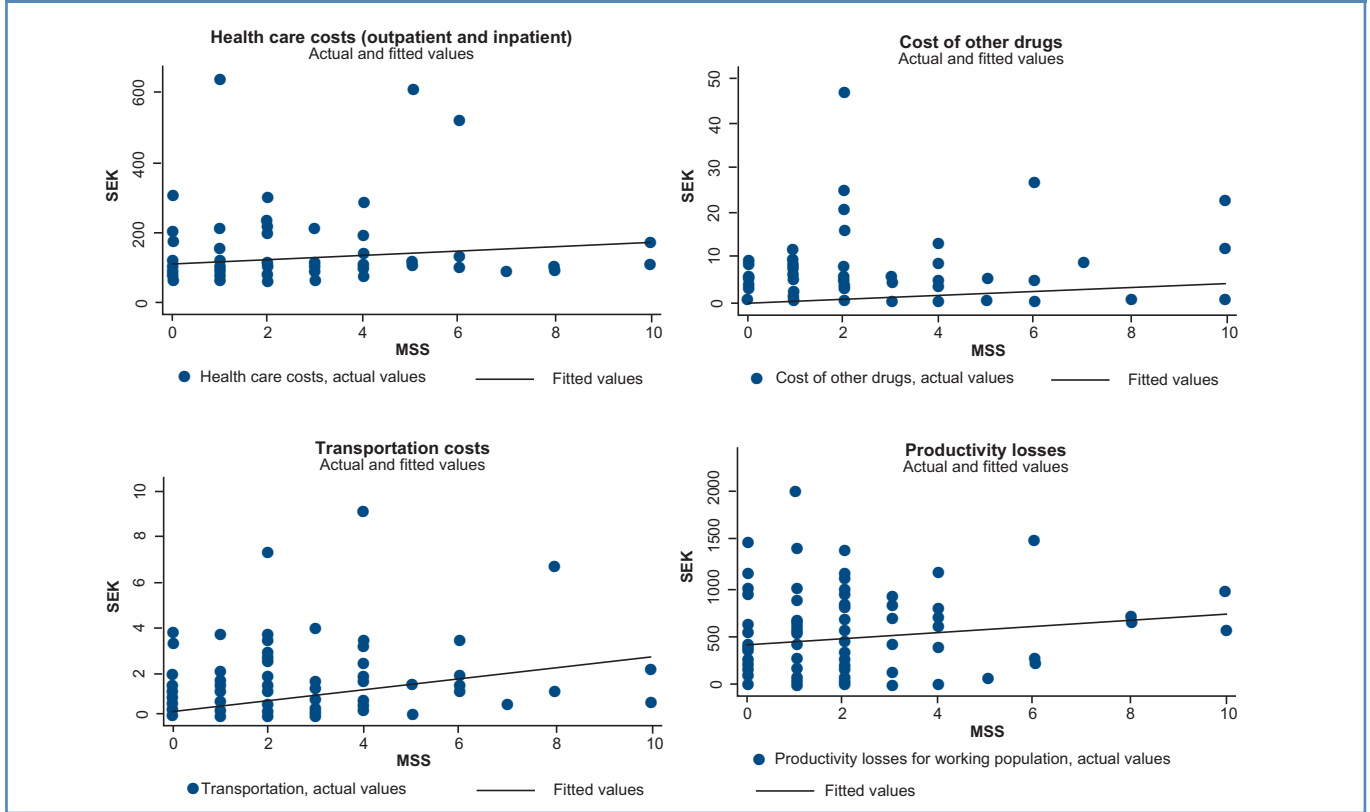 Health care costs (outpatient and inpatient)
Actual and fitted values
SEK
600
400
200
0
0 2 4 6 8 10
MSS
Health care costs, actual values Fitted values
Cost of other drugs
Actual and fitted values
SEK
50
40
30
20
10
0
0 2 4 6 8 10
MSS
Cost of other drugs, actual values Fitted values
Transportation costs
Actual and fitted values
SEK
10
8
6
4
2
0
0 2 4 6 8 10
MSS
Transportation, actual values Fitted values
Productivity losses
Actual and fitted values
SEK
2000
1500
1000
500
0
0 2 4 6 8 10
MSS
Productivity losses for working population, actual values
Fitted values